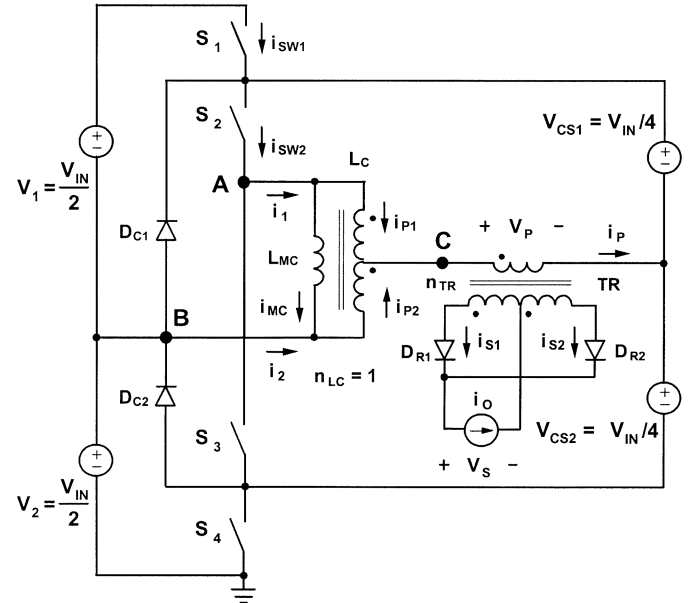 S1
iSW1
S2
iSW2
VCS1 = VIN/4
V1 = VIN/2
LC
A
i1
iP1
C
+ VP −
iP
DC1
LMC
nTR
TR
B
iMC
iP2
iS1
iS2
DR1
DR2
i2
nLC = 1
DC2
iO
VCS2 = VIN/4
+ VS −
S3
V2 = VIN/2
S4